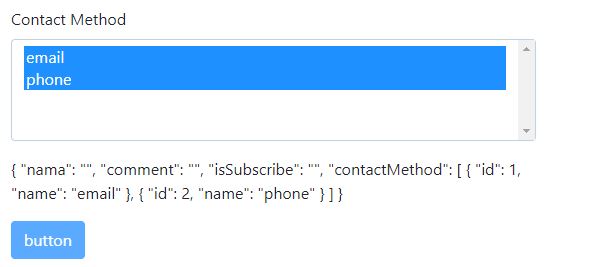 Contact Method
email
phone
{ "nama": "", "comment": "", "isSubscribe": "", "contactMethod": [ { "id": 1,
"name": "email" }, { "id": 2, "name": "phone" } ] }
button